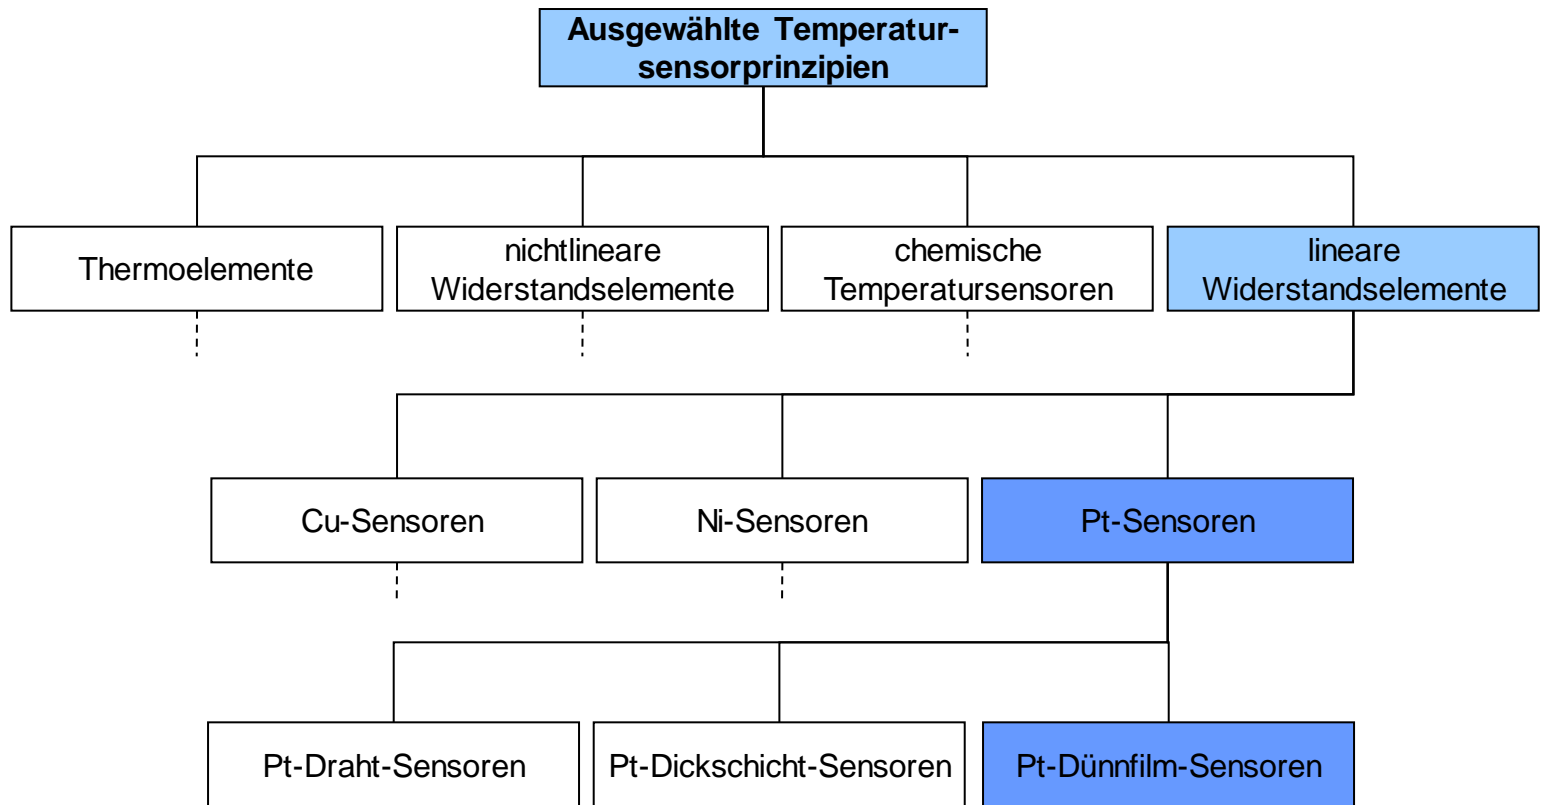 Ausgewählte Temperatur-
sensorprinzipien
Thermoelemente
nichtlineare
Widerstandselemente
chemische
Temperatursensoren
lineare
Widerstandselemente
Cu-Sensoren
Ni-Sensoren
Pt-Sensoren
Pt-Draht-Sensoren
Pt-Dickschicht-Sensoren
Pt-Dünnfilm-Sensoren